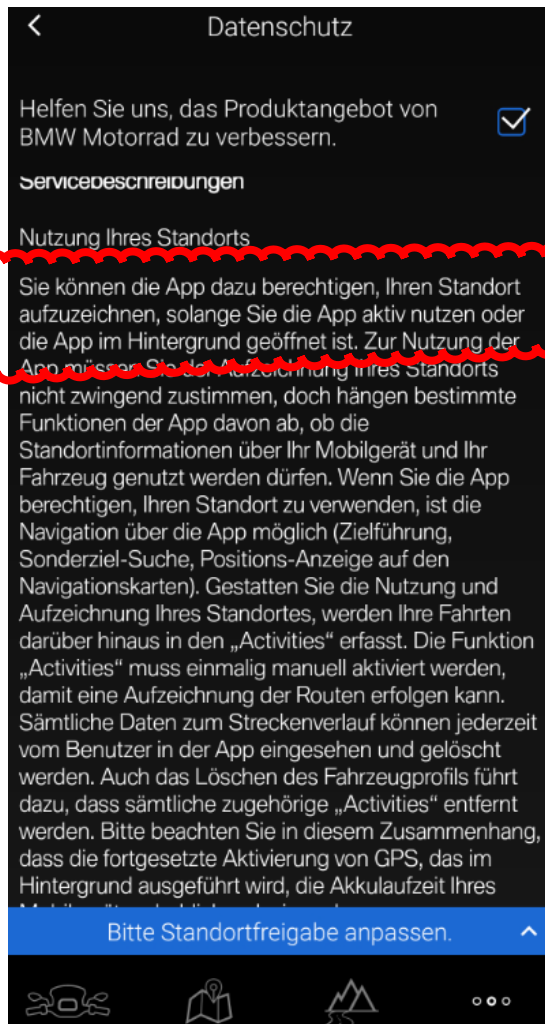 Datenschutz
Helfen Sie uns, das Produktangebot von
BMW Motorrad zu verbessern.
Servicebeschreibungen
Nutzung Ihres Standorts
Sie können die App dazu berechtigen, Ihren Standort
aufzuzeichnen, solange Sie die App aktiv nutzen oder
die App im Hintergrund geöffnet ist. Zur Nutzung der
App müssen Sie der Aufzeichnung Ihres Standorts
nicht zwingend zustimmen, doch hängen bestimmte
Funktionen der App davon ab, ob die
Standortinformationen über Ihr Mobilgerät und Ihr
Fahrzeug genutzt werden dürfen. Wenn Sie die App
berechtigen, Ihren Standort zu verwenden, ist die
Navigation über die App möglich (Zielführung,
Sonderziel-Suche, Positions-Anzeige auf den
Navigationskarten). Gestatten Sie die Nutzung und
Aufzeichnung Ihres Standortes, werden Ihre Fahrten
darüber hinaus in den „Activities“ erfasst. Die Funktion
„Activities“ muss einmalig manuell aktiviert werden,
damit eine Aufzeichnung der Routen erfolgen kann.
Sämtliche Daten zum Streckenverlauf können jederzeit
vom Benutzer in der App eingesehen und gelöscht
werden. Auch das Löschen des Fahrzeugprofils führt
dazu, dass sämtliche zugehörige „Activities“ entfernt
werden. Bitte beachten Sie in diesem Zusammenhang,
dass die fortgesetzte Aktivierung von GPS, das im
Hintergrund ausgeführt wird, die Akkulaufzeit Ihres
Bitte Standortfreigabe anpassen.